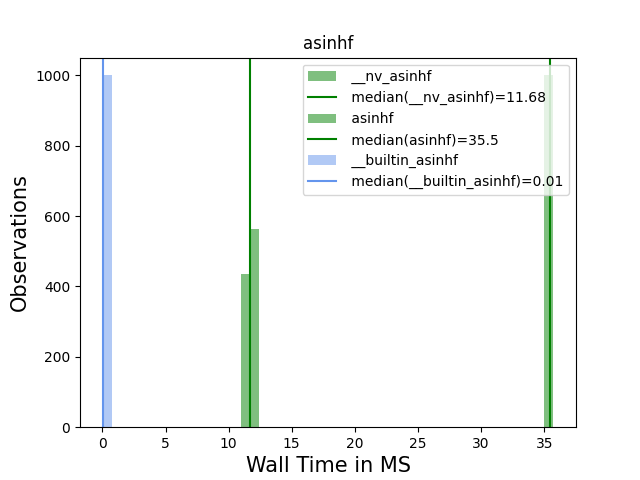 asinhf
1000
800
600
400
200
0
Observations
__nv_asinhf
median(__nv_asinhf)=11.68
asinhf
median(asinhf)=35.5
__builtin_asinhf
median(__builtin_asinhf)=0.01
0 5 10 15 20 25 30 35
Wall Time in MS